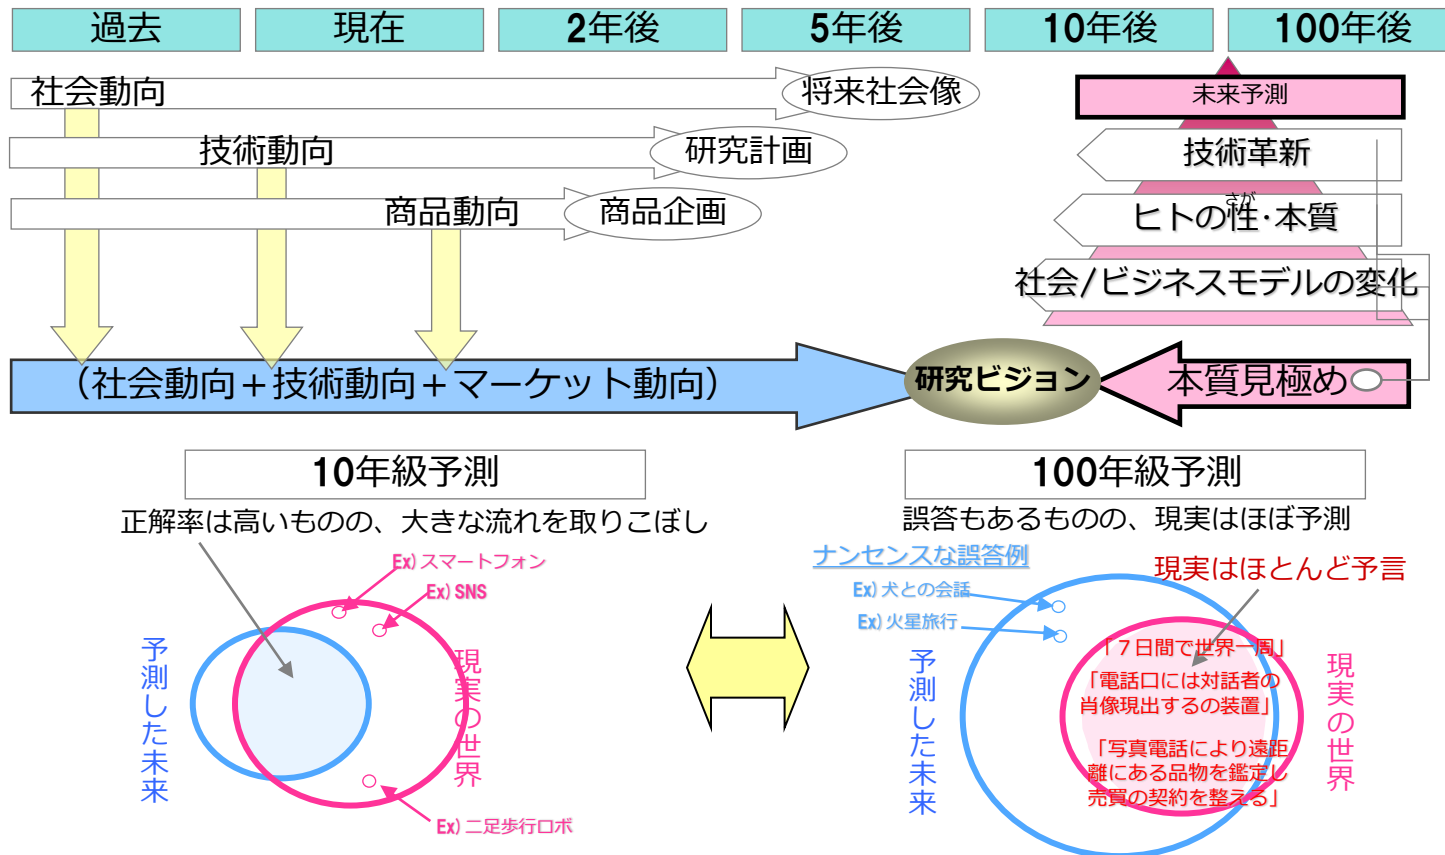 過去
現在
2年後
5年後
10年後
100年後
社会動向
将来社会像
技術動向
研究計画
商品動向
商品企画
未来予測
技術革新
さが
ヒトの性・本質
社会/ビジネスモデルの変化
（社会動向＋技術動向＋マーケット動向）
研究ビジョン
本質見極め
10年級予測
正解率は高いものの、大きな流れを取りこぼし
Ex)スマートフォン
Ex)SNS
予測した未来
現実の世界
Ex)二足歩行ロボ
100年級予測
誤答もあるものの、現実はほぼ予測
ナンセンスな誤答例
現実はほとんど予言
Ex)犬との会話
Ex)火星旅行
予測した未来
「７日間で世界一周」
「電話口には対話者の
肖像現出するの装置」
「写真電話により遠距
離にある品物を鑑定し
売買の契約を整える」
現実の世界